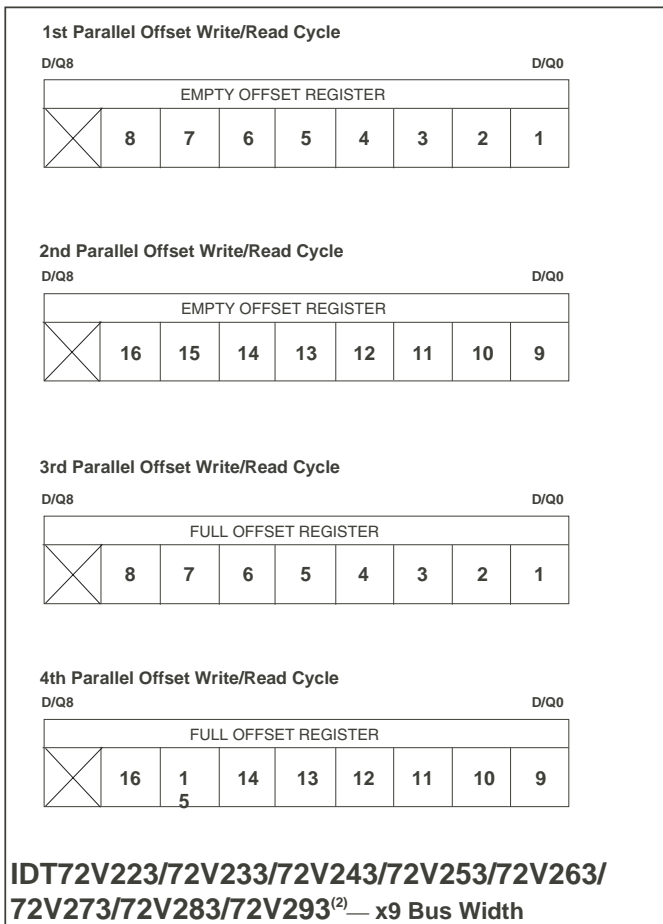 1st Parallel Offset Write/Read Cycle
D/Q8 D/Q0
EMPTY OFFSET REGISTER
8 7 6 5 4 3 2 1
2nd Parallel Offset Write/Read Cycle
D/Q8 D/Q0
EMPTY OFFSET REGISTER
16 15 14 13 12 11 10 9
3rd Parallel Offset Write/Read Cycle
D/Q8 D/Q0
FULL OFFSET REGISTER
8 7 6 5 4 3 2 1
4th Parallel Offset Write/Read Cycle
D/Q8 D/Q0
FULL OFFSET REGISTER
16 1 14 13 12 11 10 9
5
IDT72V223/72V233/72V243/72V253/72V263/
72V273/72V283/72V293(2)— x9 Bus Width